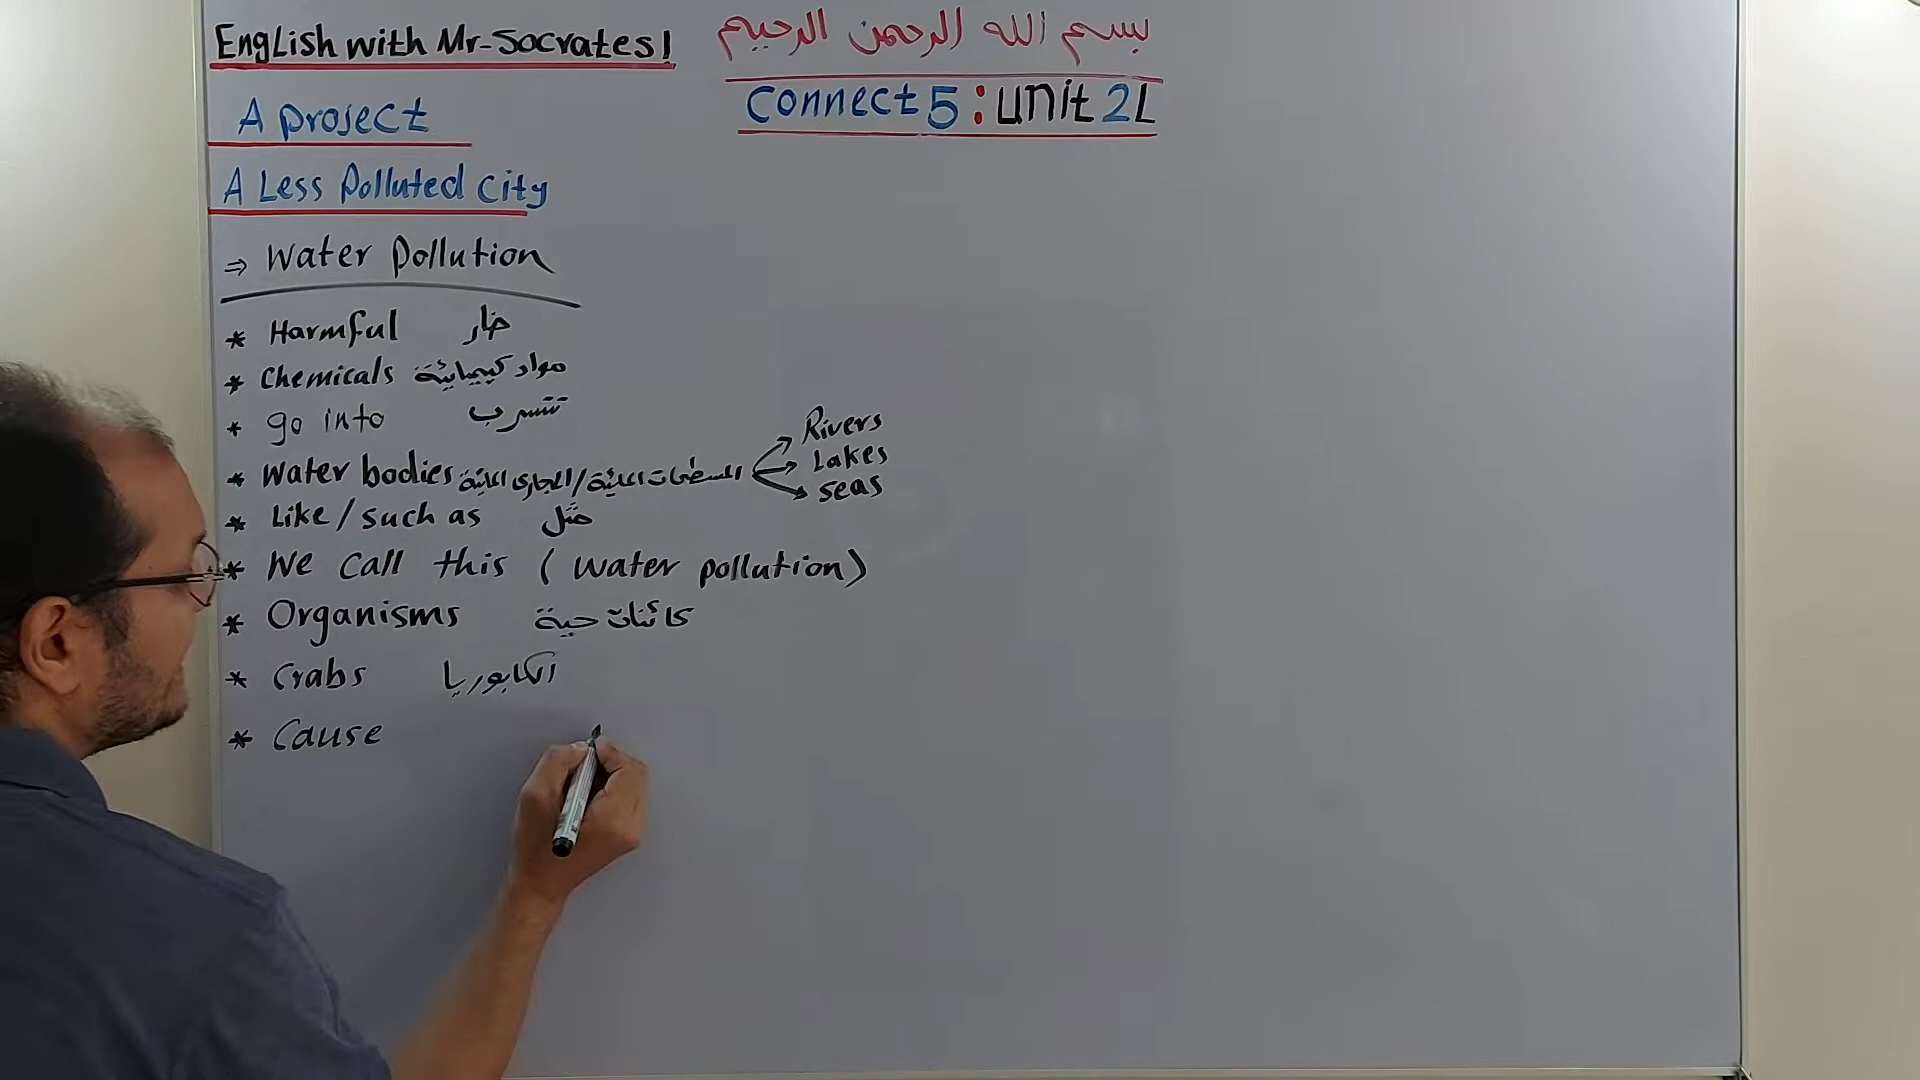 English with Mr-Socrates!
بسم الله الرحمن الرحيم
Connect 5 : Unit 2L
A project
A Less Polluted City
⇒ Water Pollution
* Harmful ضار
* Chemicals مواد كيميائية
* go into تتسرب
* Water bodies المسطحات المائية / المجارى المائية
Rivers
Lakes
seas
* Like / such as مثل
* We call this (water pollution)
* Organisms كائنات حية
* Crabs الكابوريا
* Cause